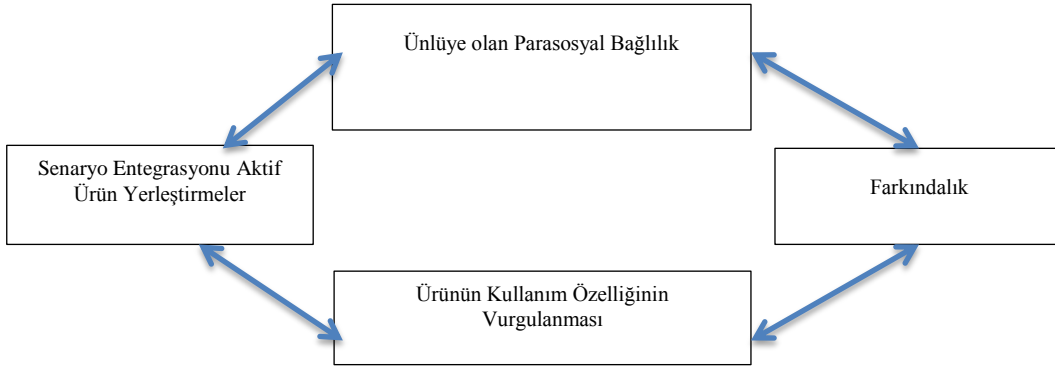 Ünlüye olan Parasosyal Bağlılık
Senaryo Entegrasyonu Aktif
Ürün Yerleştirmeler
Farkındalık
Ürünün Kullanım Özelliğinin
Vurgulanması